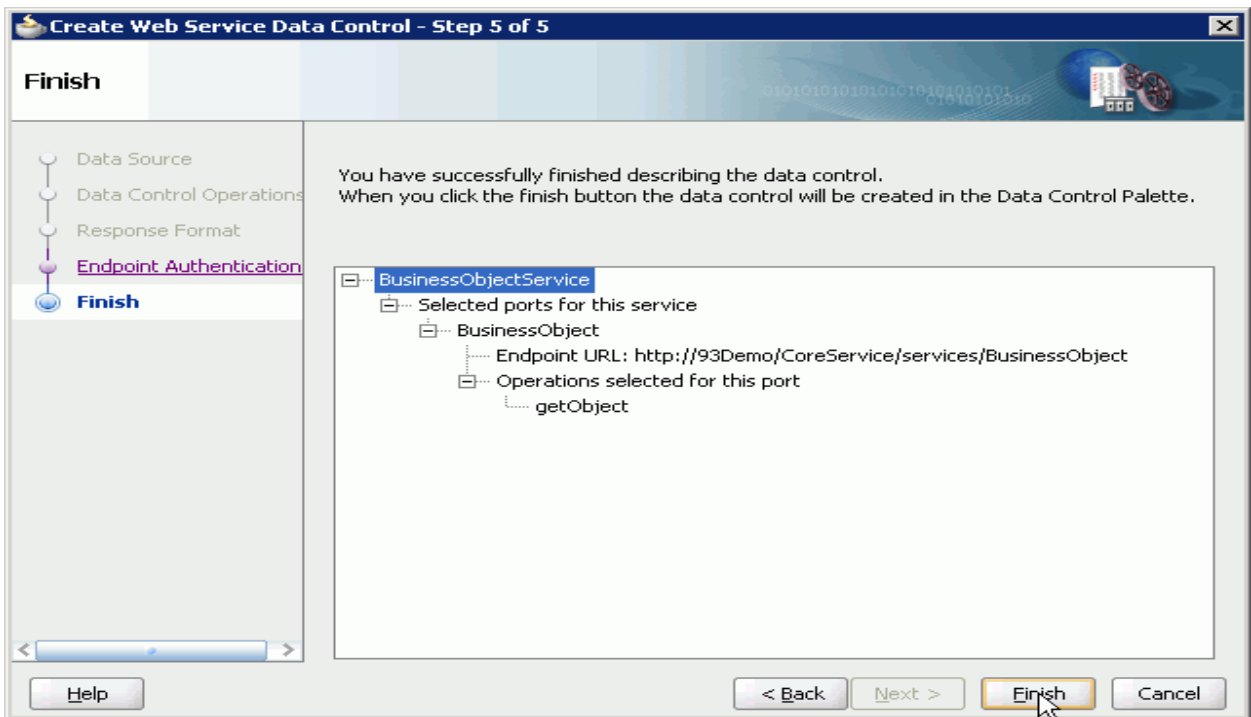 Create Web Service Data Control - Step 5 of 5
Finish
Data Source
Data Control Operations
Response Format
Endpoint Authentication
Finish
You have successfully finished describing the data control.
When you click the finish button the data control will be created in the Data Control Palette.
BusinessObjectService
Selected ports for this service
BusinessObject
Endpoint URL: http://93Demo/CoreService/services/BusinessObject
Operations selected for this port
getObject
Help
< Back
Next >
Finish
Cancel